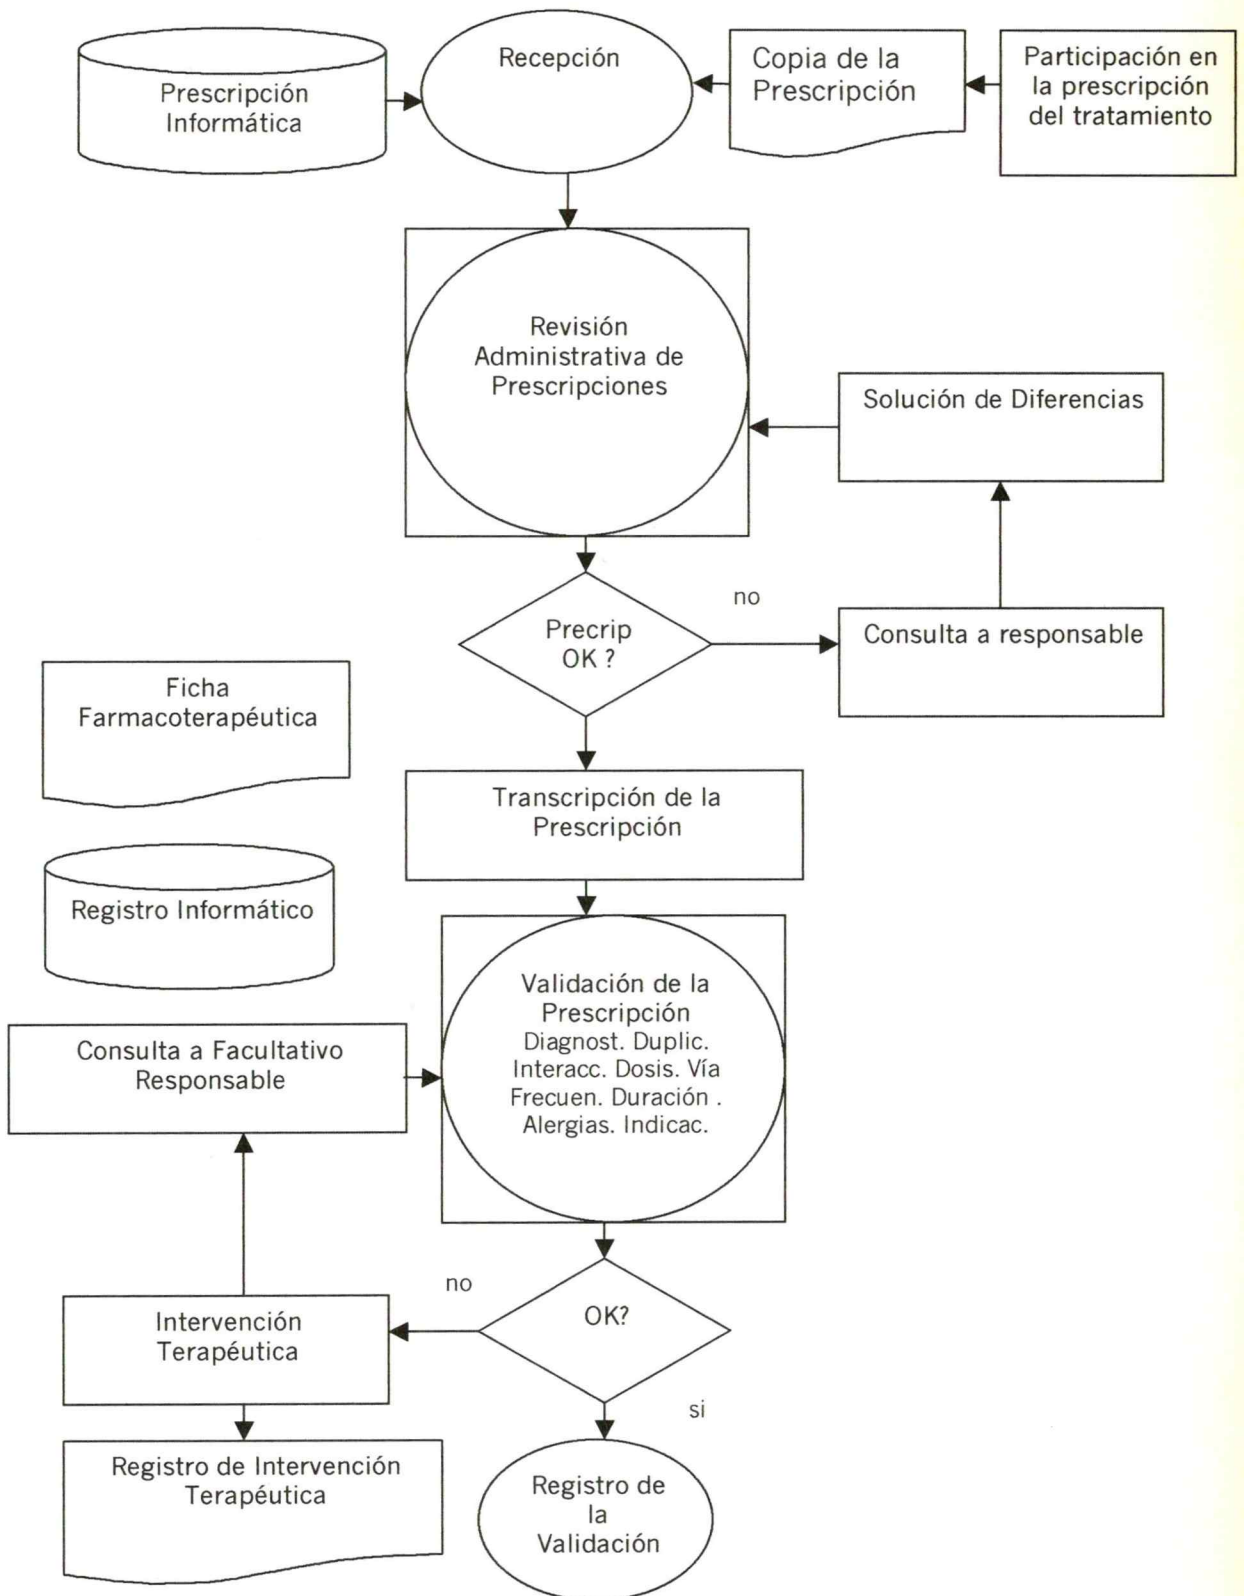 Prescripción
Informática
Recepción
Copia de la
Prescripción
Participación en
la prescripción
del tratamiento
Revisión
Administrativa de
Prescripciones
Solución de Diferencias
no
Precrip
OK ?
Consulta a responsable
Ficha
Farmacoterapéutica
Transcripción de la
Prescripción
Registro Informático
Validación de la
Prescripción
Diagnost. Duplic.
Interacc. Dosis. Vía
Frecuen. Duración .
Alergias. Indicac.
Consulta a Facultativo
Responsable
no
OK?
Intervención
Terapéutica
si
Registro de Intervención
Terapéutica
Registro de
la
Validación